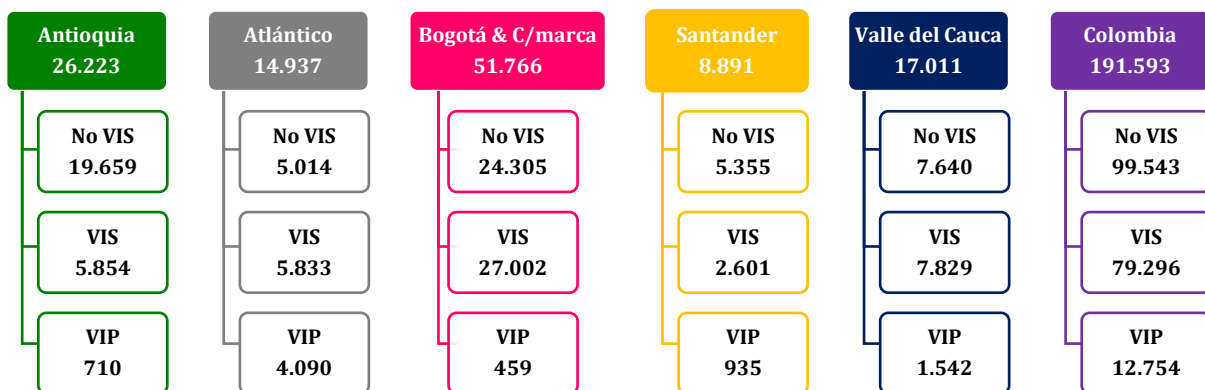 Antioquia
26.223
No VIS
19.659
VIS
5.854
VIP
710
Atlántico
14.937
No VIS
5.014
VIS
5.833
VIP
4.090
Bogotá & C/marca
51.766
No VIS
24.305
VIS
27.002
VIP
459
Santander
8.891
No VIS
5.355
VIS
2.601
VIP
935
Valle del Cauca
17.011
No VIS
7.640
VIS
7.829
VIP
1.542
Colombia
191.593
No VIS
99.543
VIS
79.296
VIP
12.754